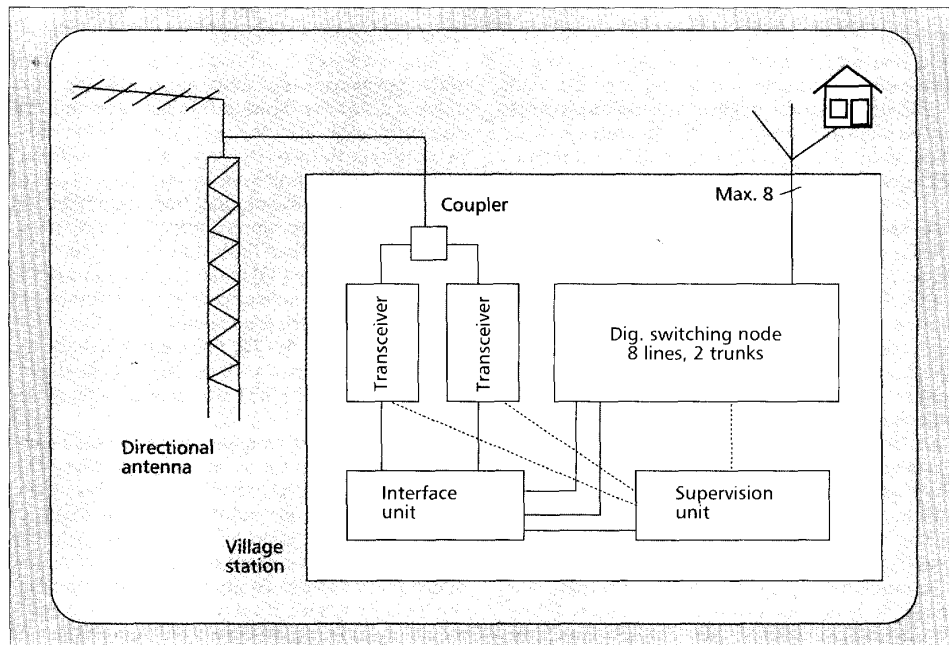 Max. 8
Coupler
Transceiver
Transceiver
Dig. switching node
8 lines, 2 trunks
Directional
antenna
Interface
unit
Supervision
unit
Village
station